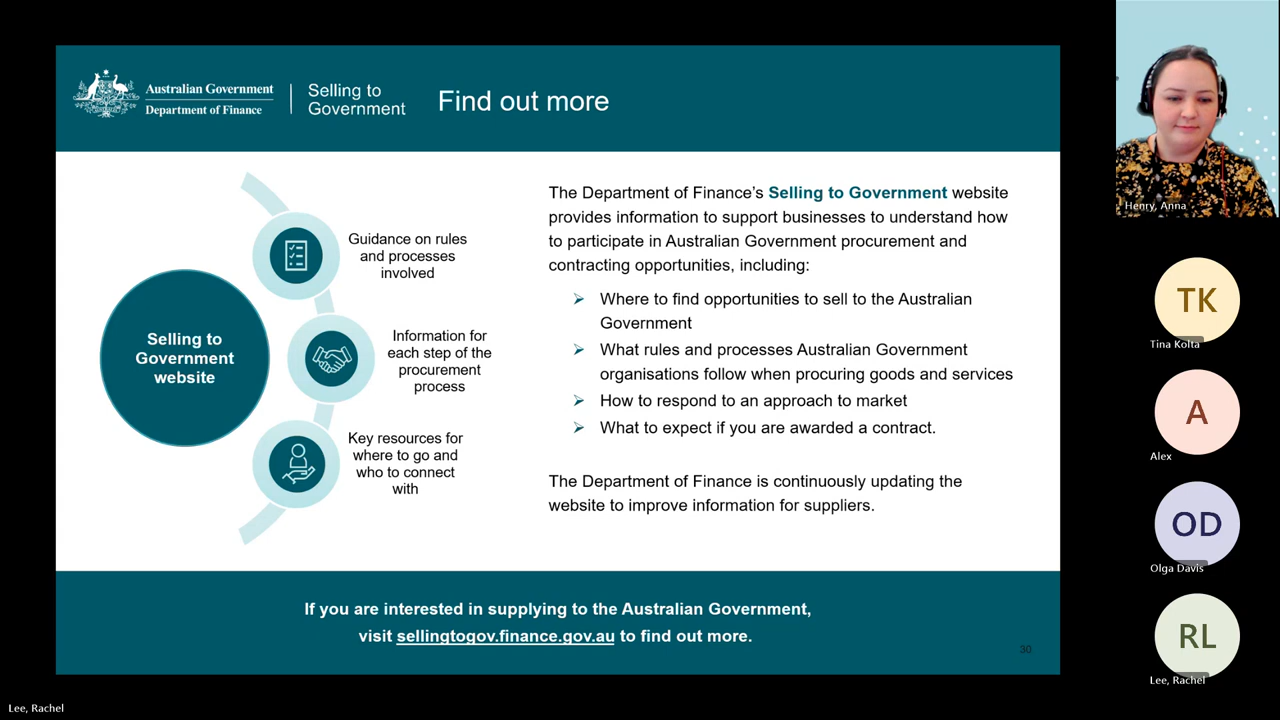 Australian Government
Department of Finance
Selling to
Government
Find out more
Selling to
Government
website
Guidance on rules
and processes
involved
Information for
each step of the
procurement
process
Key resources for
where to go and
who to connect
with
The Department of Finance’s Selling to Government website
provides information to support businesses to understand how
to participate in Australian Government procurement and
contracting opportunities, including:
Where to find opportunities to sell to the Australian
Government
What rules and processes Australian Government
organisations follow when procuring goods and services
How to respond to an approach to market
What to expect if you are awarded a contract.
The Department of Finance is continuously updating the
website to improve information for suppliers.
If you are interested in supplying to the Australian Government,
visit sellingtogov.finance.gov.au to find out more.
30
Henry, Anna
TK
Tina Kolta
A
Alex
OD
Olga Davis
RL
Lee, Rachel
Lee, Rachel